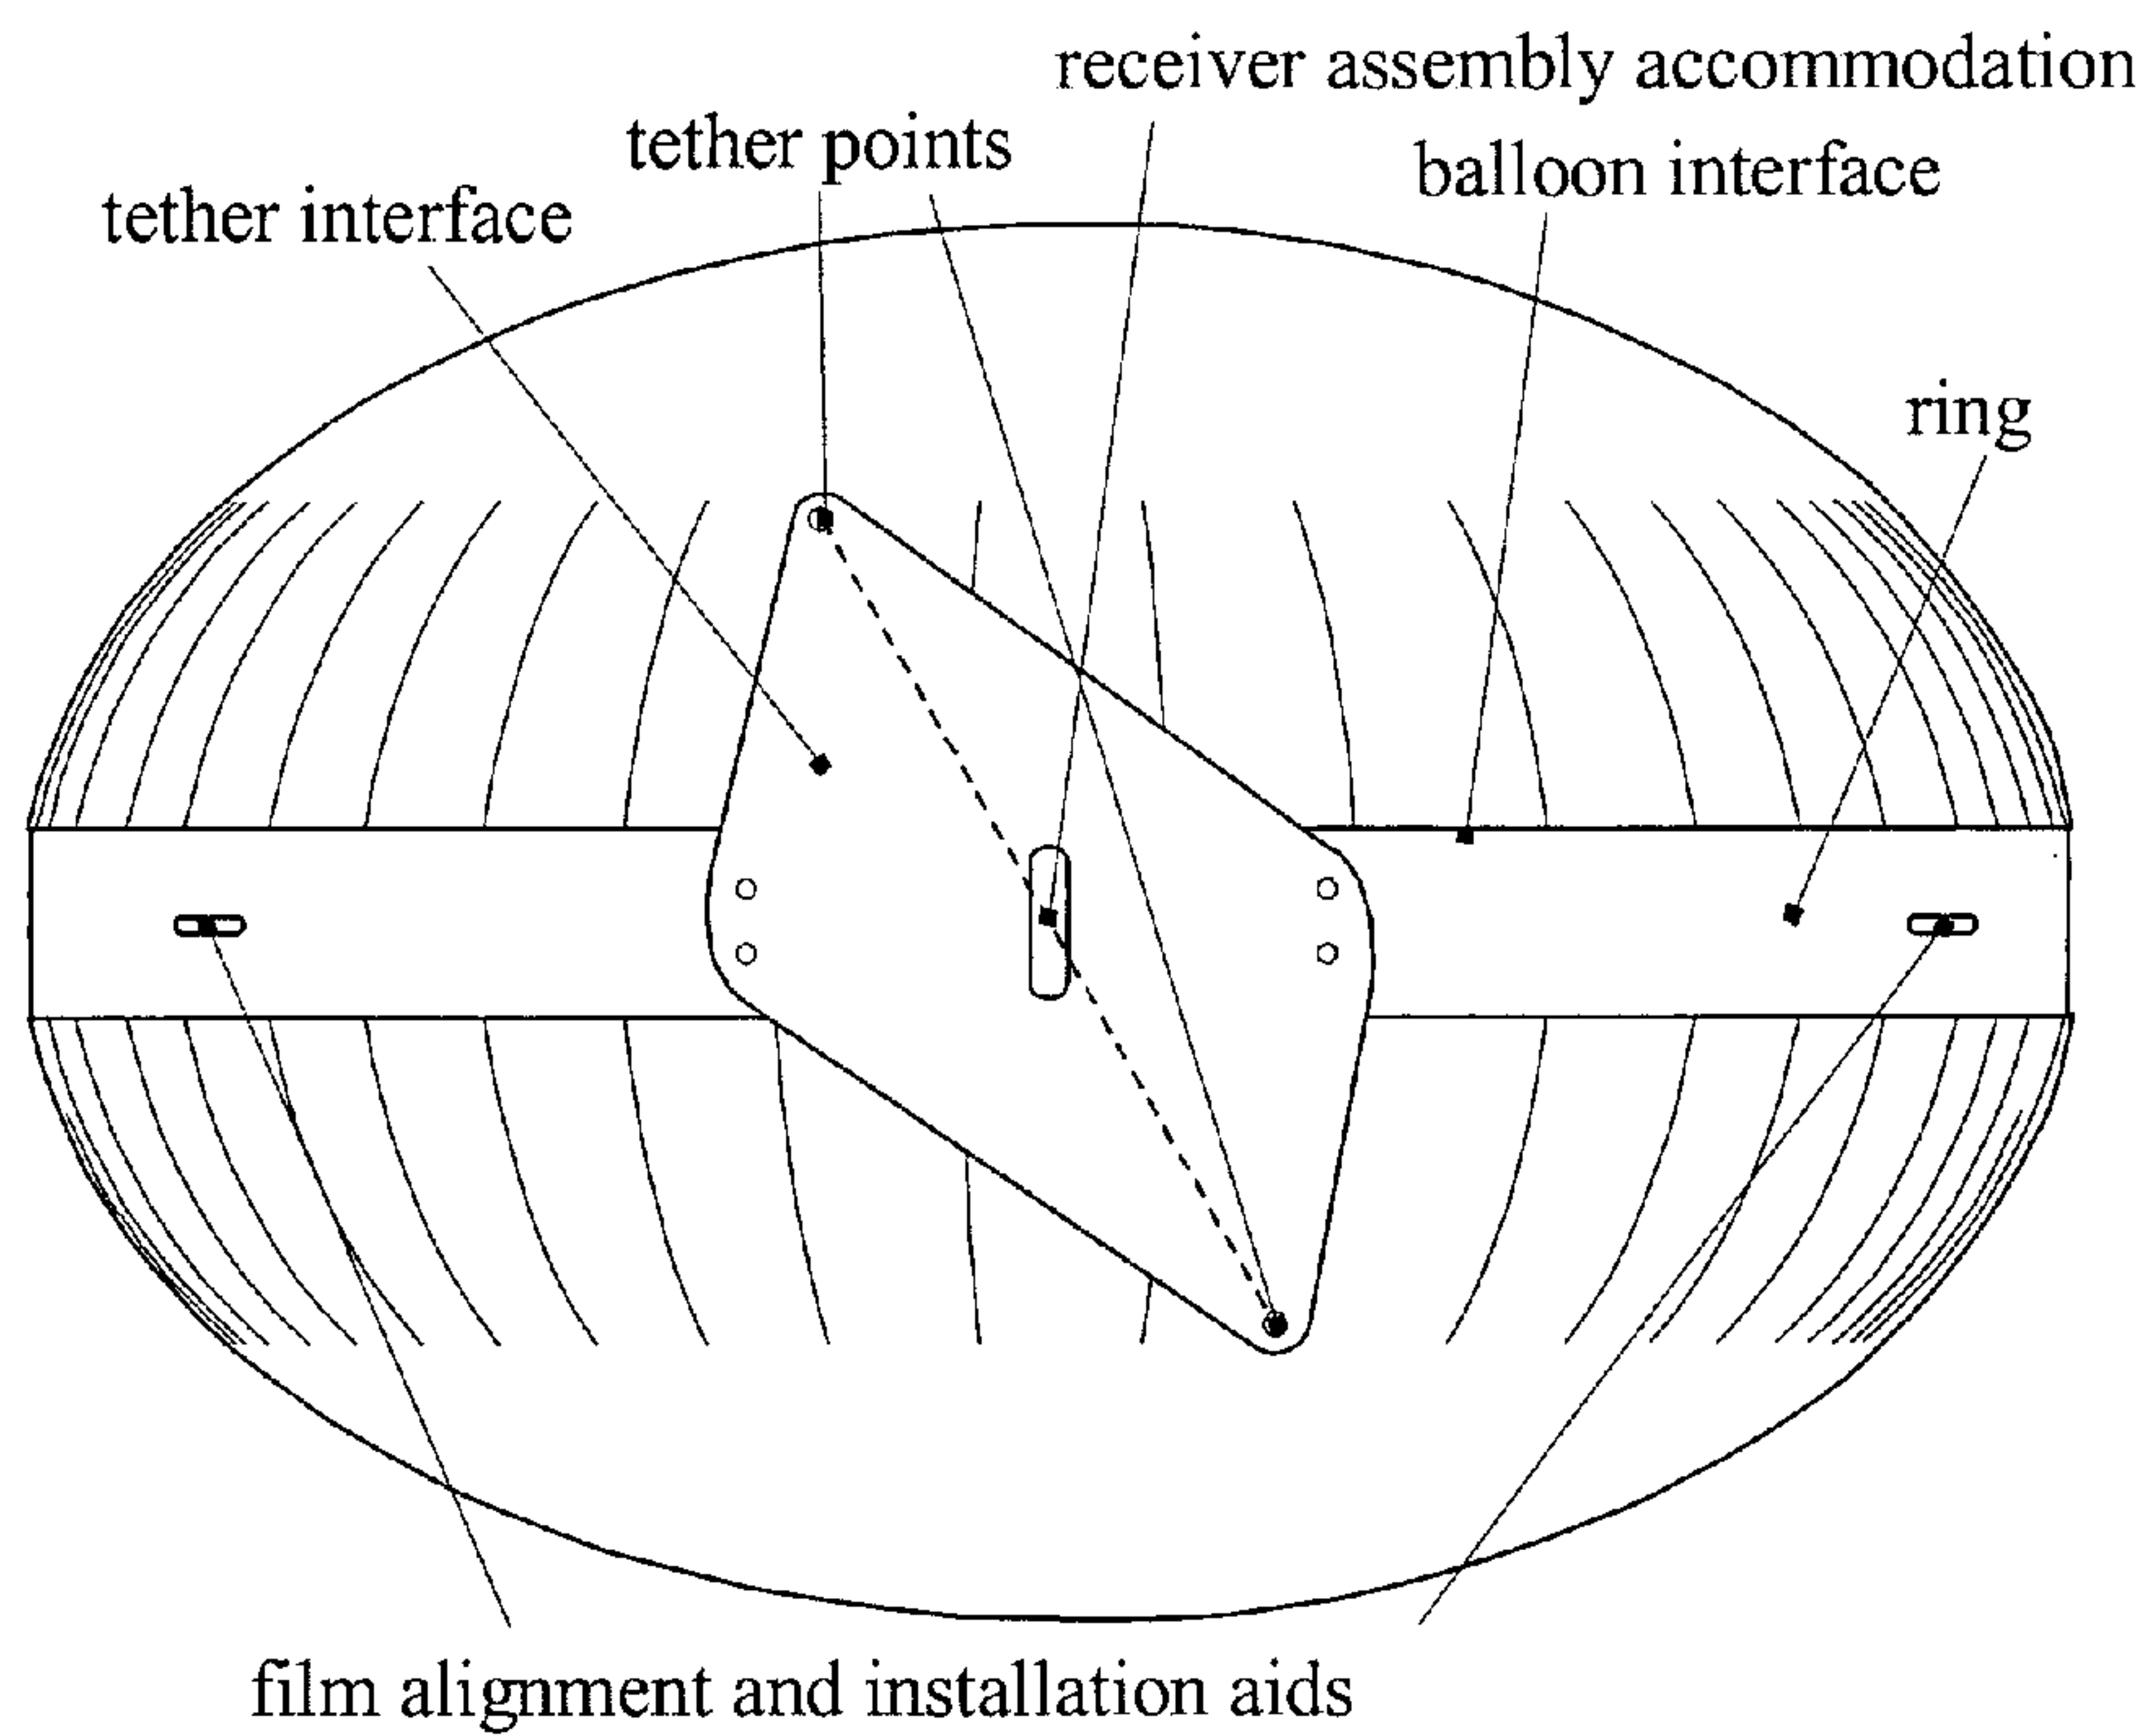 receiver assembly accommodation
tether points
balloon interface
tether interface
ring
film alignment and installation aids